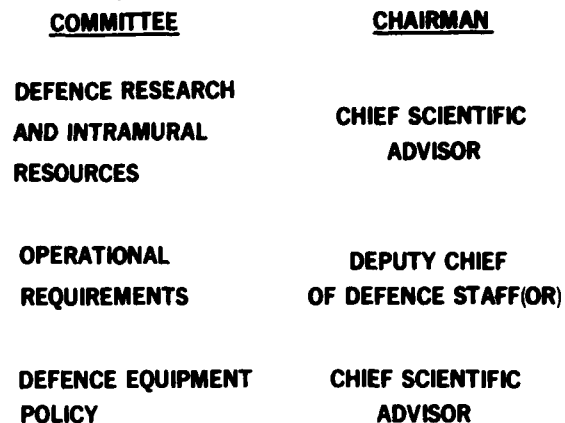 COMMITTEE CHAIRMAN
DEFENCE RESEARCH
AND INTRAMURAL
RESOURCES
CHIEF SCIENTIFIC
ADVISOR
OPERATIONAL
REQUIREMENTS
DEPUTY CHIEF
OF DEFENCE STAFF(OR)
DEFENCE EQUIPMENT
POLICY
CHIEF SCIENTIFIC
ADVISOR